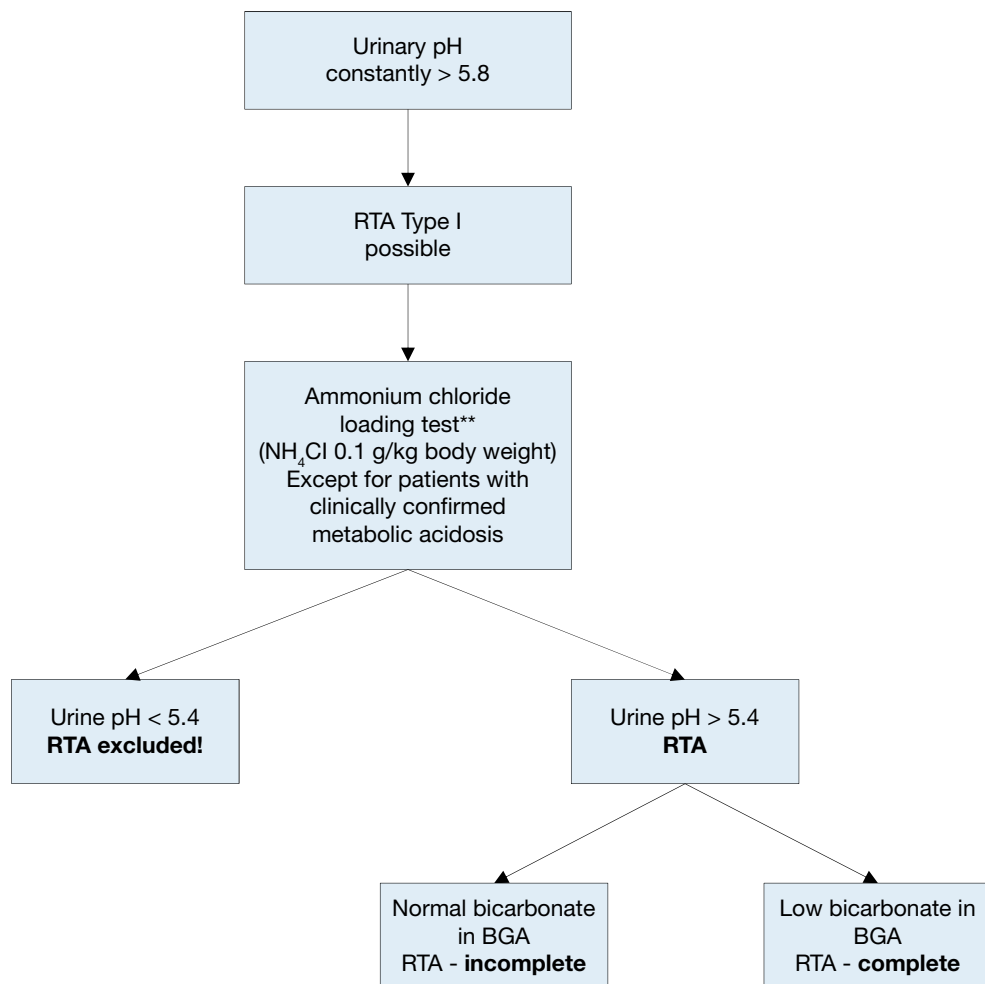 Urinary pH
constantly > 5.8
RTA Type I
possible
Ammonium chloride
loading test**
(NH₄Cl 0.1 g/kg body weight)
Except for patients with
clinically confirmed
metabolic acidosis
Urine pH < 5.4
RTA excluded!
Urine pH > 5.4
RTA
Normal bicarbonate
in BGA
RTA - incomplete
Low bicarbonate in
BGA
RTA - complete